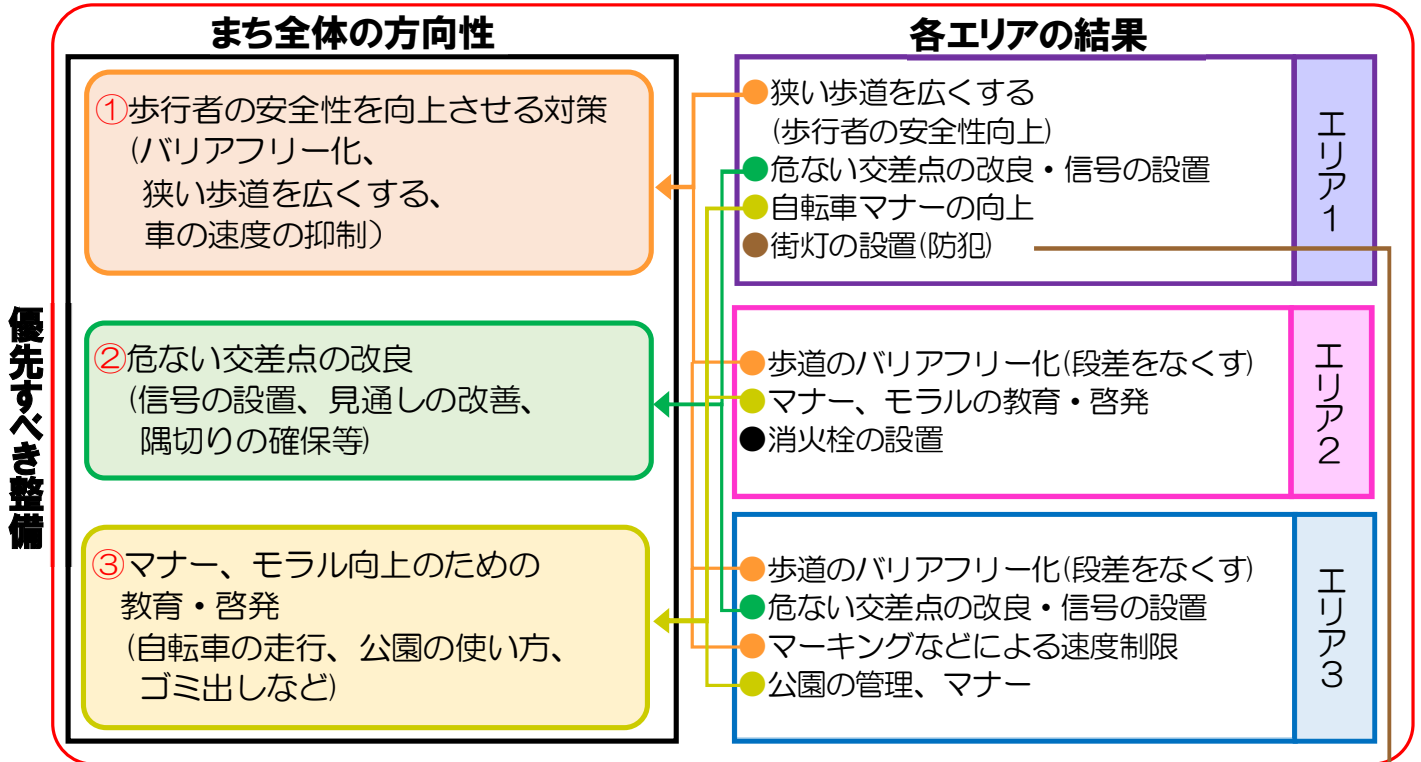 まち全体の方向性
各エリアの結果
優先すべき整備
①歩行者の安全性を向上させる対策
(バリアフリー化、
狭い歩道を広くする、
車の速度の抑制）
②危ない交差点の改良
(信号の設置、見通しの改善、
隅切りの確保等)
③マナー、モラル向上のための
教育・啓発
(自転車の走行、公園の使い方、
ゴミ出しなど)
●狭い歩道を広くする
(歩行者の安全性向上)
●危ない交差点の改良・信号の設置
●自転車マナーの向上
●街灯の設置(防犯)
エリア1
●歩道のバリアフリー化(段差をなくす)
●マナー、モラルの教育・啓発
●消火栓の設置
エリア2
●歩道のバリアフリー化(段差をなくす)
●危ない交差点の改良・信号の設置
●マーキングなどによる速度制限
●公園の管理、マナー
エリア3